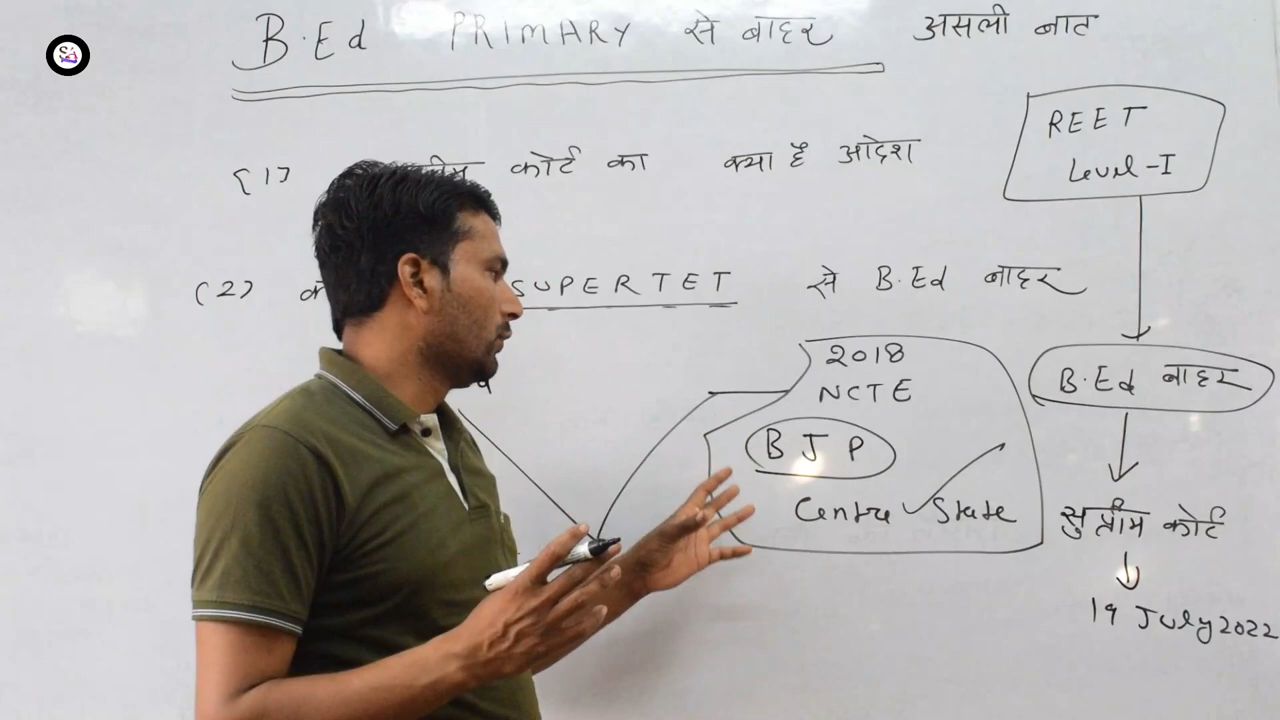 B.Ed PRIMARY से बाहर असली बात
(1) कोर्ट का क्या है आदेश
(2) SUPERTET से B.Ed बाहर
2018
NCTE
BJP
Centre State
REET
Level-I
B.Ed बाहर
सुप्रीम कोर्ट
19 July 2022